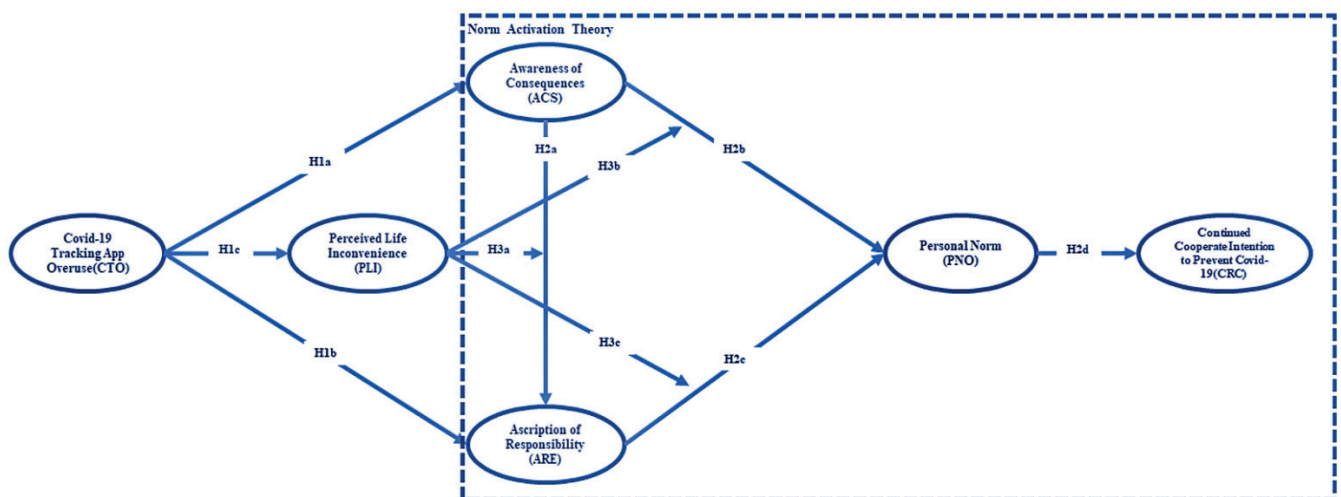 Norm Activation Theory
Awareness of
Consequences
(ACS)
H2a
H1a
H3b
H2b
Covid-19
Tracking App
Overuse(CTO)
H1c
Perceived Life
Inconvenience
(PLI)
H3a
Personal Norm
(PNO)
H2d
Continued
Cooperate Intention
to Prevent Covid-
19(CRC)
H1b
H3c
H2c
Ascription of
Responsibility
(ARE)